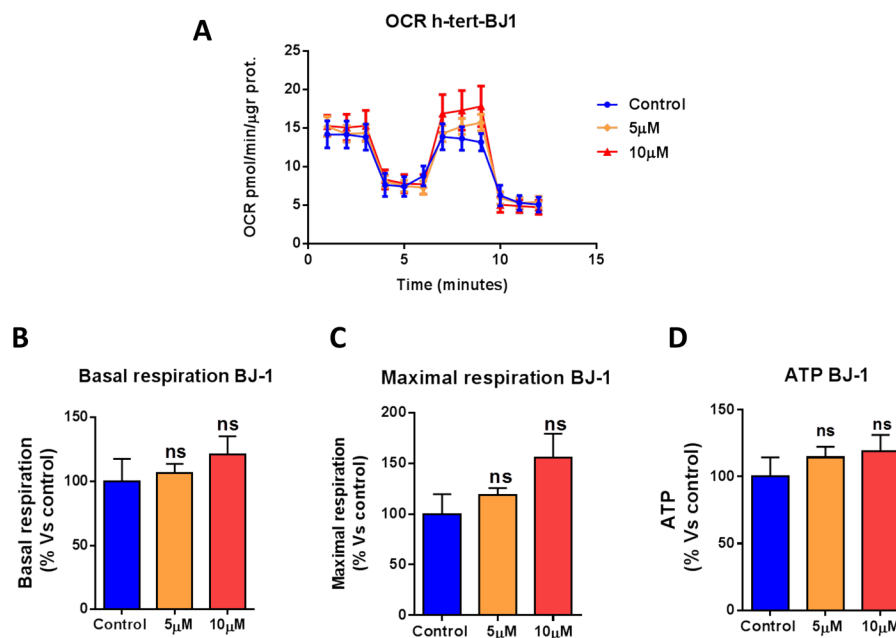 A
OCR h-tert-BJ1
OCR pmol/min/μgr prot.
25
20
15
10
5
0
0
5
10
15
Time (minutes)
Control
5μM
10μM
B
Basal respiration BJ-1
Basal respiration
(% Vs control)
150
100
50
0
ns
ns
Control
5μM
10μM
C
Maximal respiration BJ-1
Maximal respiration
(% Vs control)
200
150
100
50
0
ns
ns
Control
5μM
10μM
D
ATP BJ-1
ATP
(% Vs control)
150
100
50
0
ns
ns
Control
5μM
10μM